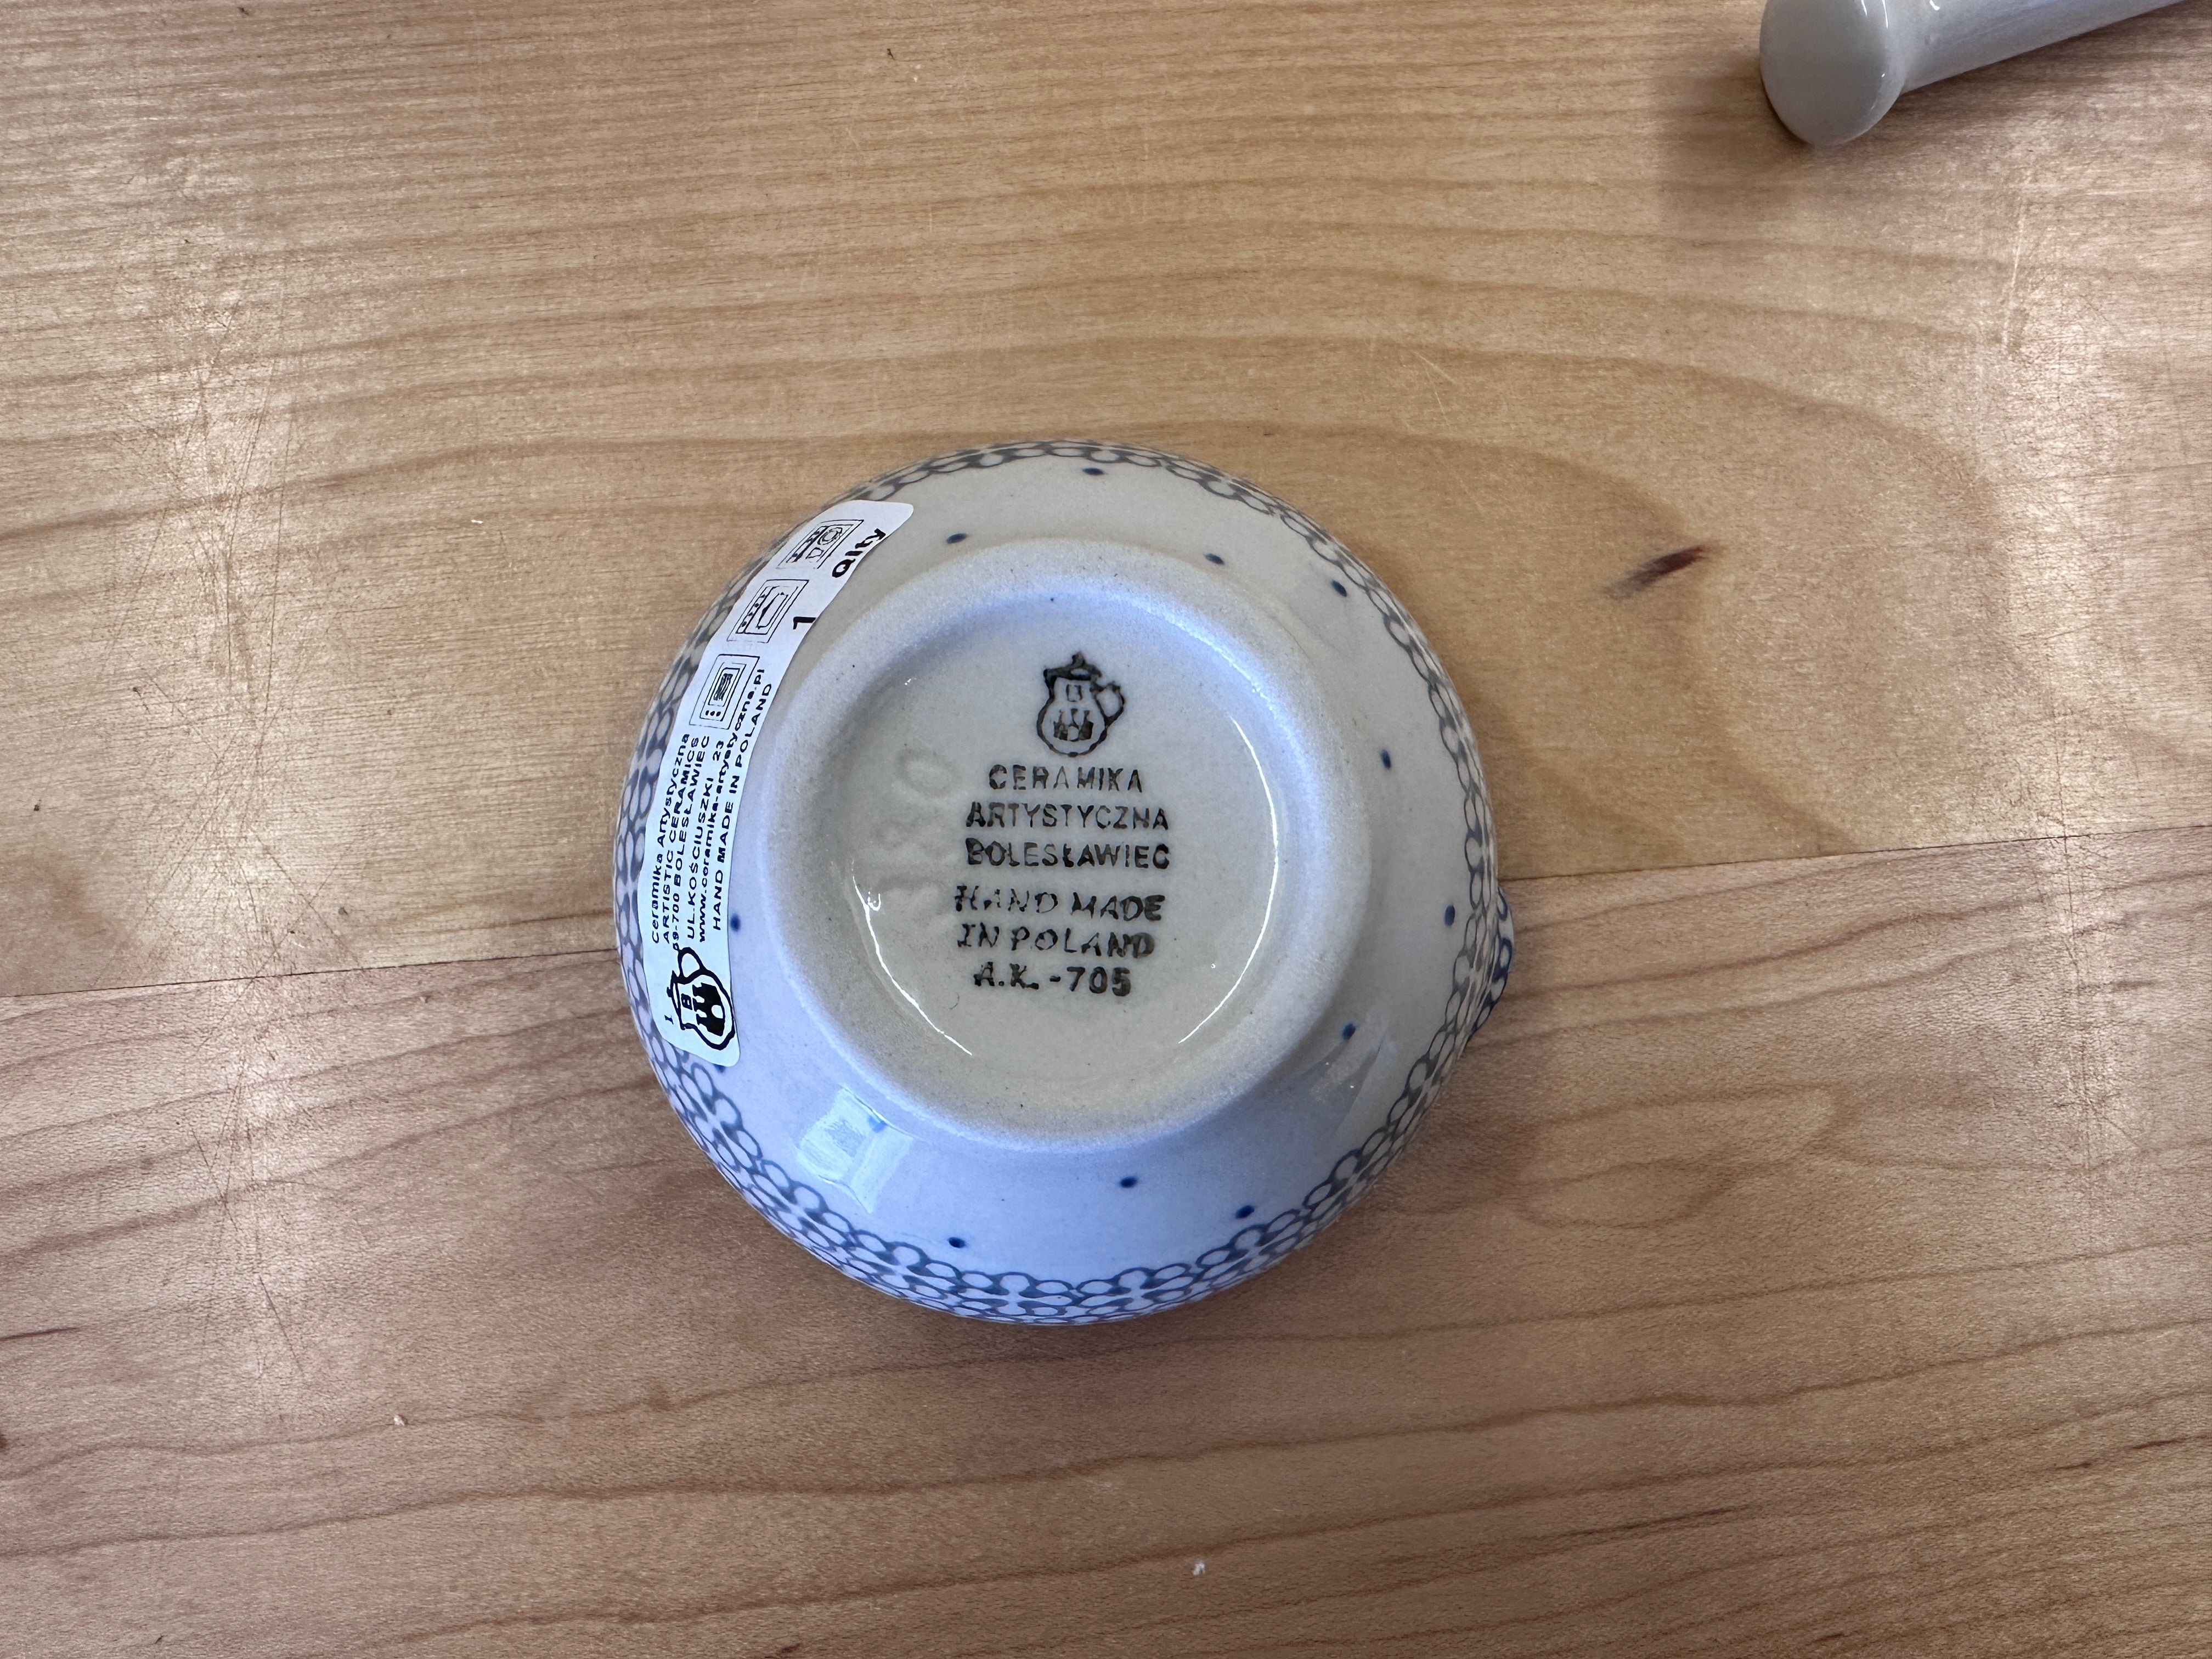 CERAMIKA
ARTYSTYCZNA
BOLESŁAWIEC
HAND MADE
IN POLAND
A.K.-705
Ceramika Artystyczna
ARTISTIC CERAMICS
59-700 BOLESŁAWIEC
UL.KOŚCIUSZKI 23
www.ceramika-artystyczna.pl
HAND MADE IN POLAND
1 Qlty
B